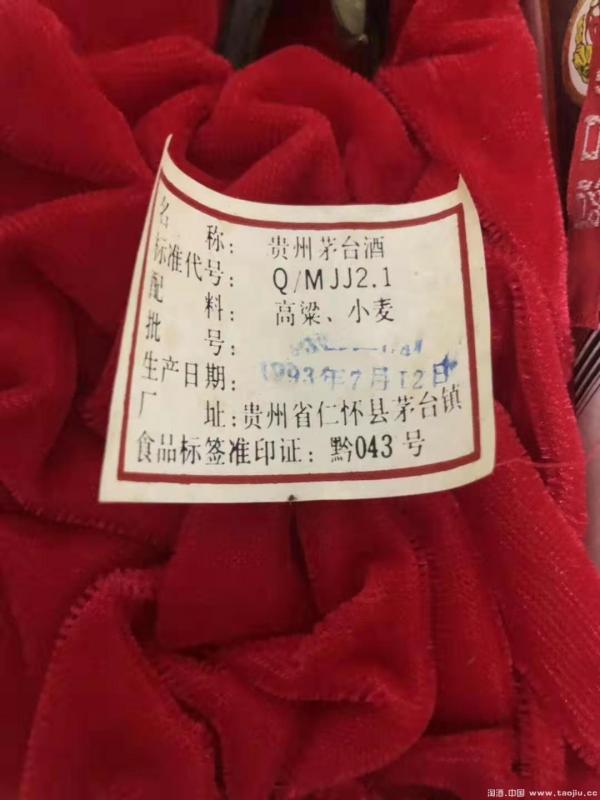 名 称: 贵州茅台酒
标准代号: Q/MJJ2.1
配 料: 高粱、小麦
批 号:
生产日期: 1993年7月12日
厂 址: 贵州省仁怀县茅台镇
食品标签准印证: 黔043号
淘酒.中国 www.taojiu.cc